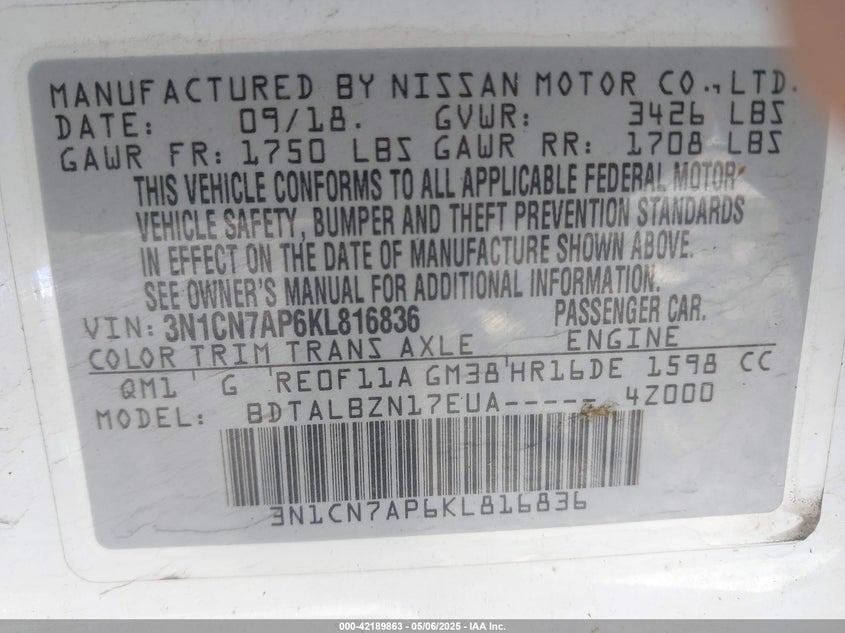 MANUFACTURED BY NISSAN MOTOR CO., LTD.
DATE: 09/18. GVWR: 3426 LBS
GAWR FR: 1750 LBS GAWR RR: 1708 LBS
THIS VEHICLE CONFORMS TO ALL APPLICABLE FEDERAL MOTOR
VEHICLE SAFETY, BUMPER AND THEFT PREVENTION STANDARDS
IN EFFECT ON THE DATE OF MANUFACTURE SHOWN ABOVE.
SEE OWNER'S MANUAL FOR ADDITIONAL INFORMATION.
VIN: 3N1CN7AP6KL816836 PASSENGER CAR.
COLOR TRIM TRANS AXLE ENGINE
QM1 G RE0F11A GM38 HR16DE 1598 CC
MODEL: BDTALBZN17EUA----- 4Z000
3N1CN7AP6KL816836
000-42189863 - 05/06/2025 - IAA Inc.